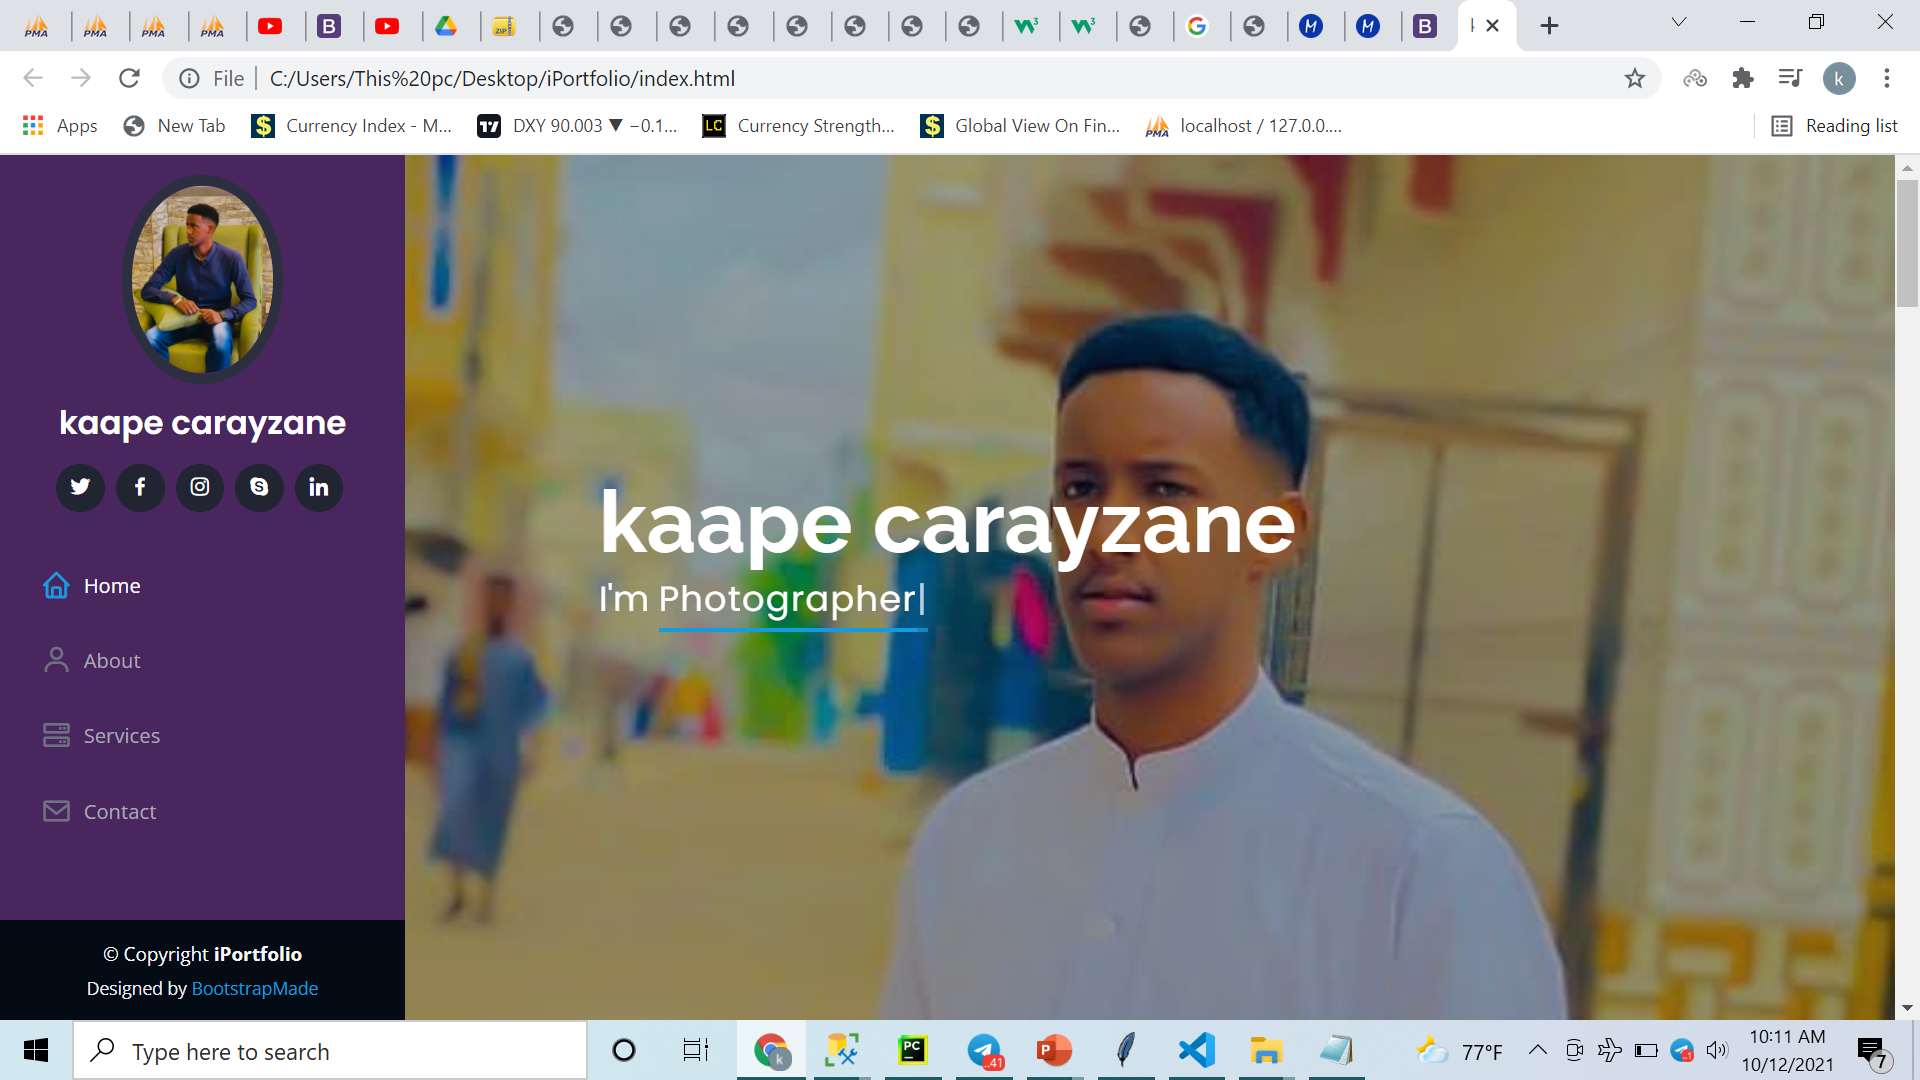 File
C:/Users/This%20pc/Desktop/iPortfolio/index.html
Apps
New Tab
Currency Index - M...
DXY 90.003 ▼ −0.1...
Currency Strength...
Global View On Fin...
localhost / 127.0.0....
Reading list
kaape carayzane
Home
About
Services
Contact
© Copyright iPortfolio
Designed by BootstrapMade
kaape carayzane
I'm Photographer|
Type here to search
77°F
10:11 AM
10/12/2021
7